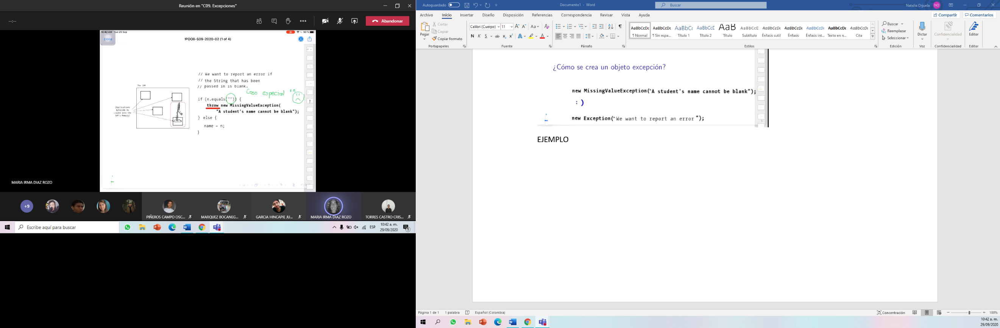 Reunión en "C09. Excepciones"
--:--
Abandonar
10:42 AM Tue 29 Sep
90 %
Done
!POOB-S09-2020-02 (1 of 4)
The JVM
(Applications
Bytecode As
Loaded into the
JVM's Memory)
// We want to report an error if
// the String that has been
// passed in is blank.
Caso especial
if (n.equals("")) {
throw new MissingValueException(
"A student's name cannot be blank");
} else {
name = n;
}
MARIA IRMA DIAZ ROZO
+9
PIÑEROS CAMPO OSC...
MARQUEZ BOCANEG...
GARCIA HINCAPIE JU...
MARIA IRMA DIAZ ROZO
TORRES CASTRO CRIS...
Escribe aquí para buscar
ESP
10:42 a. m.
29/09/2020
1
Autoguardado
Documento1 - Word
Buscar
Natalia Orjuela
NO
Archivo Inicio Insertar Diseño Disposición Referencias Correspondencia Revisar Vista Ayuda
Compartir
Comentarios
Pegar
Cortar
Copiar
Copiar formato
Portapapeles
Calibri (Cuerpo) 11
N K S ab x₂ x²
Fuente
Párrafo
AaBbCcDc AaBbCcDc AaBbCc AaBbCcE AaB AaBbCcD AaBbCcDc AaBbCcDc AaBbCcDc AaBbCcDc AaBbCcDc
¶ Normal ¶ Sin espa... Título 1 Título 2 Título Subtítulo Énfasis sutil Énfasis Énfasis int... Texto en n... Cita
Estilos
Buscar
Reemplazar
Seleccionar
Edición
Dictar
Voz
Confidencialidad
Confidencialidad
Editor
Editor
¿Cómo se crea un objeto excepción?
new MissingValueException("A student's name cannot be blank");
: )
new Exception("We want to report an error ");
EJEMPLO
Página 1 de 1 1 palabra Español (Colombia)
Concentración
188%
10:42 a. m.
29/09/2020